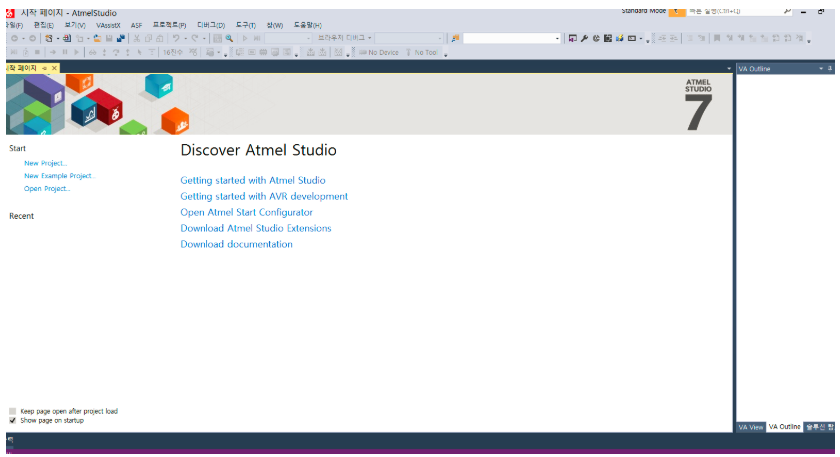 시작 페이지 - AtmelStudio
Standard Mode
빠른 실행(Ctrl+Q)
파일(F) 편집(E) 보기(V) VAssistX ASF 프로젝트(P) 디버그(D) 도구(T) 창(W) 도움말(H)
브라우저 디버그
16진수
No Device
No Tool
시작 페이지
VA Outline
ATMEL
STUDIO
7
Start
New Project...
New Example Project...
Open Project...
Recent
Discover Atmel Studio
Getting started with Atmel Studio
Getting started with AVR development
Open Atmel Start Configurator
Download Atmel Studio Extensions
Download documentation
Keep page open after project load
Show page on startup
VA View VA Outline 솔루션